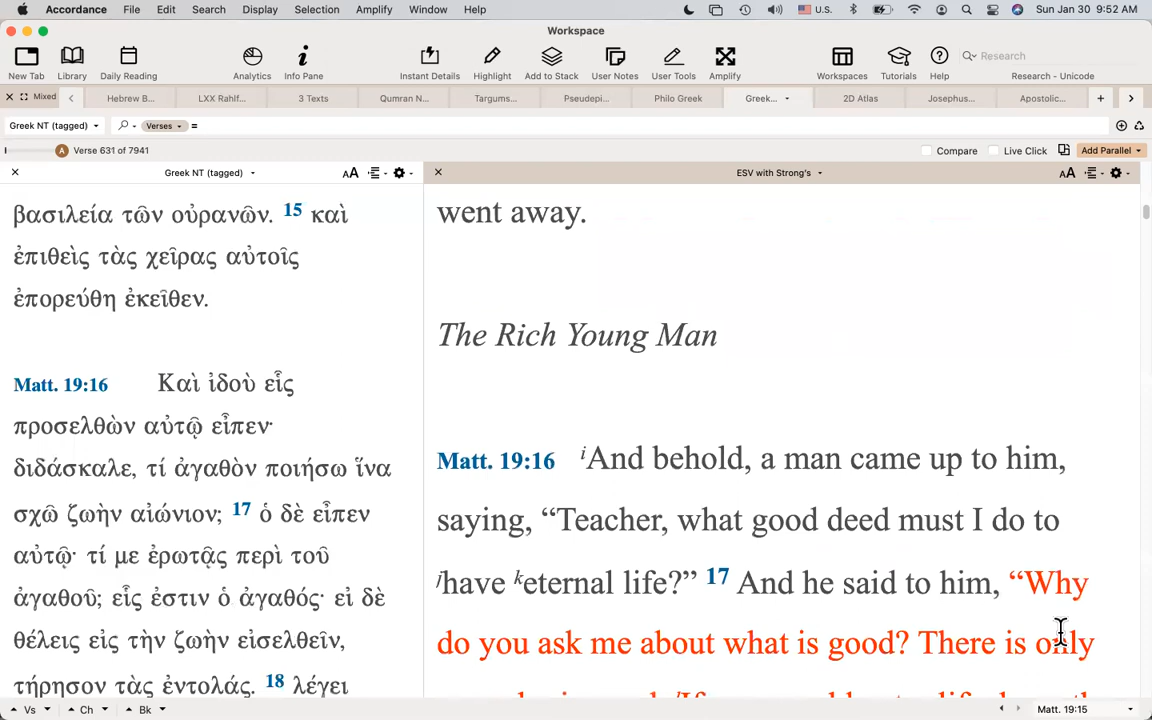 Accordance File Edit Search Display Selection Amplify Window Help U.S. Sun Jan 30 9:52 AM
Workspace
New Tab Library Daily Reading Analytics Info Pane Instant Details Highlight Add to Stack User Notes User Tools Amplify Workspaces Tutorials Help Research
Research - Unicode
Mixed Hebrew B... LXX Rahlf... 3 Texts Qumran N... Targums... Pseudepi... Philo Greek Greek... 2D Atlas Josephus... Apostolic...
Greek NT (tagged) Verses =
A Verse 631 of 7941 Compare Live Click Add Parallel
Greek NT (tagged)
βασιλεία τῶν οὐρανῶν. 15 καὶ
ἐπιθεὶς τὰς χεῖρας αὐτοῖς
ἐπορεύθη ἐκεῖθεν.
Matt. 19:16 Καὶ ἰδοὺ εἷς
προσελθὼν αὐτῷ εἶπεν·
διδάσκαλε, τί ἀγαθὸν ποιήσω ἵνα
σχῶ ζωὴν αἰώνιον; 17 ὁ δὲ εἶπεν
αὐτῷ· τί με ἐρωτᾷς περὶ τοῦ
ἀγαθοῦ; εἷς ἐστιν ὁ ἀγαθός· εἰ δὲ
θέλεις εἰς τὴν ζωὴν εἰσελθεῖν,
τήρησον τὰς ἐντολάς. 18 λέγει
ESV with Strong's
went away.
The Rich Young Man
Matt. 19:16 iAnd behold, a man came up to him,
saying, “Teacher, what good deed must I do to
jhave keternal life?” 17 And he said to him, “Why
do you ask me about what is good? There is only
Vs Ch Bk Matt. 19:15